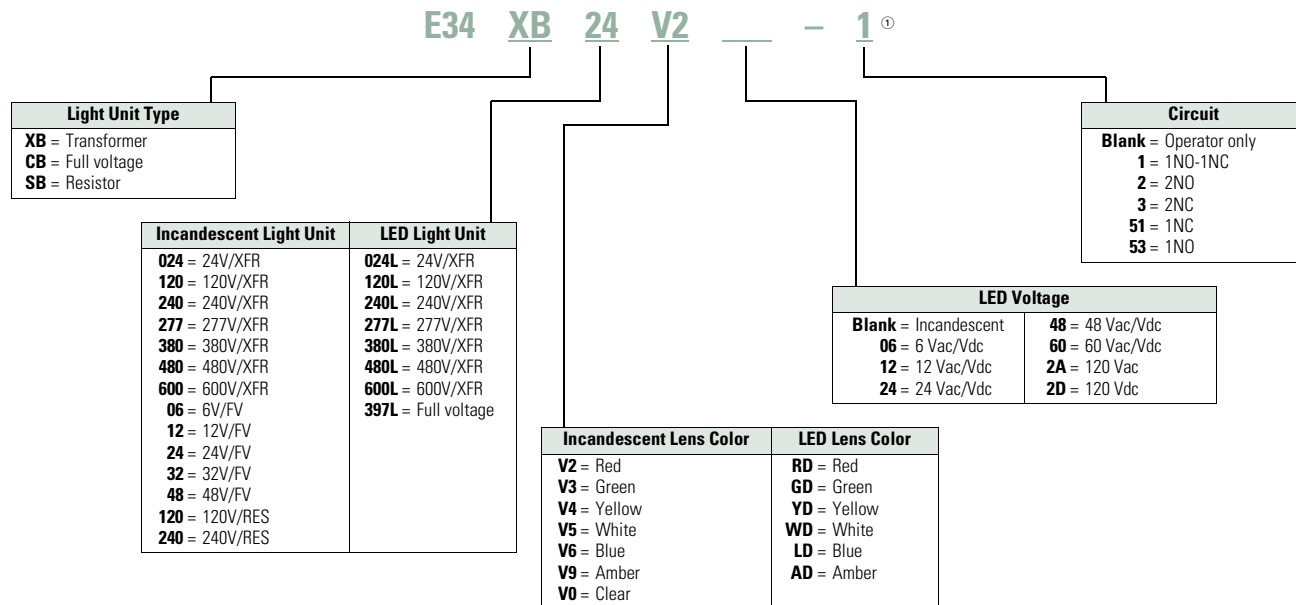 E34 XB 24 V2 ___ – 1 ①
Light Unit Type
XB = Transformer
CB = Full voltage
SB = Resistor
Circuit
Blank = Operator only
1 = 1NO-1NC
2 = 2NO
3 = 2NC
51 = 1NC
53 = 1NO
Incandescent Light Unit
024 = 24V/XFR
120 = 120V/XFR
240 = 240V/XFR
277 = 277V/XFR
380 = 380V/XFR
480 = 480V/XFR
600 = 600V/XFR
06 = 6V/FV
12 = 12V/FV
24 = 24V/FV
32 = 32V/FV
48 = 48V/FV
120 = 120V/RES
240 = 240V/RES
LED Light Unit
024L = 24V/XFR
120L = 120V/XFR
240L = 240V/XFR
277L = 277V/XFR
380L = 380V/XFR
480L = 480V/XFR
600L = 600V/XFR
397L = Full voltage
LED Voltage
Blank = Incandescent
06 = 6 Vac/Vdc
12 = 12 Vac/Vdc
24 = 24 Vac/Vdc
48 = 48 Vac/Vdc
60 = 60 Vac/Vdc
2A = 120 Vac
2D = 120 Vdc
Incandescent Lens Color
V2 = Red
V3 = Green
V4 = Yellow
V5 = White
V6 = Blue
V9 = Amber
V0 = Clear
LED Lens Color
RD = Red
GD = Green
YD = Yellow
WD = White
LD = Blue
AD = Amber